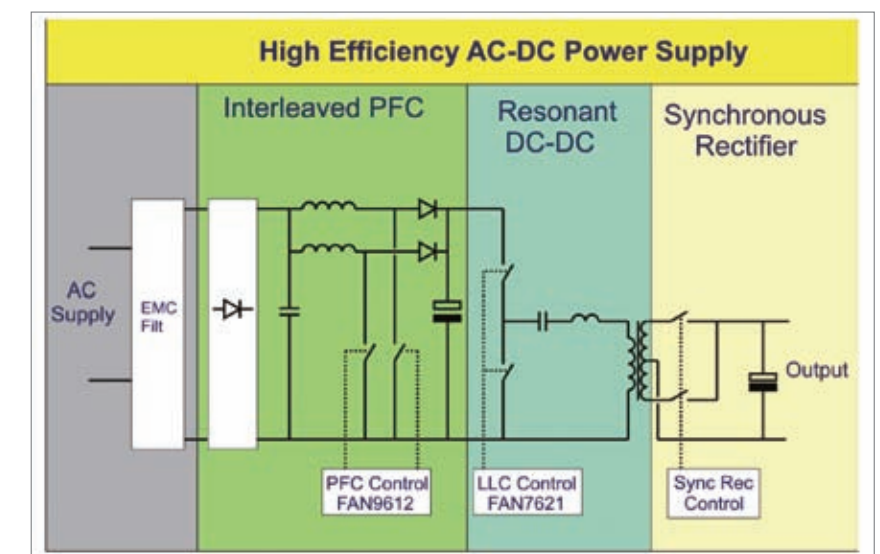 High Efficiency AC-DC Power Supply
Interleaved PFC
Resonant
DC-DC
Synchronous
Rectifier
AC
Supply
EMC
Filt
Output
PFC Control
FAN9612
LLC Control
FAN7621
Sync Rec
Control